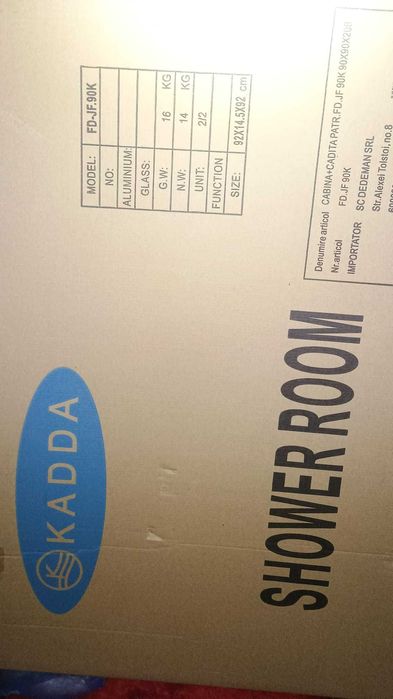 KADDA
MODEL: FD-JF.90K
NO:
ALUMINIUM:
GLASS:
G.W: 16 KG
N.W: 14 KG
UNIT: 2/2
FUNCTION
SIZE: 92X14.5X92 cm
SHOWER ROOM
Denumire articol CABINA+CADITA PATR.FD.JF 90K 90X90X208
Nr.articol FD.JF 90K
IMPORTATOR SC DEDEMAN SRL
Str.Alexei Tolstoi, no.8